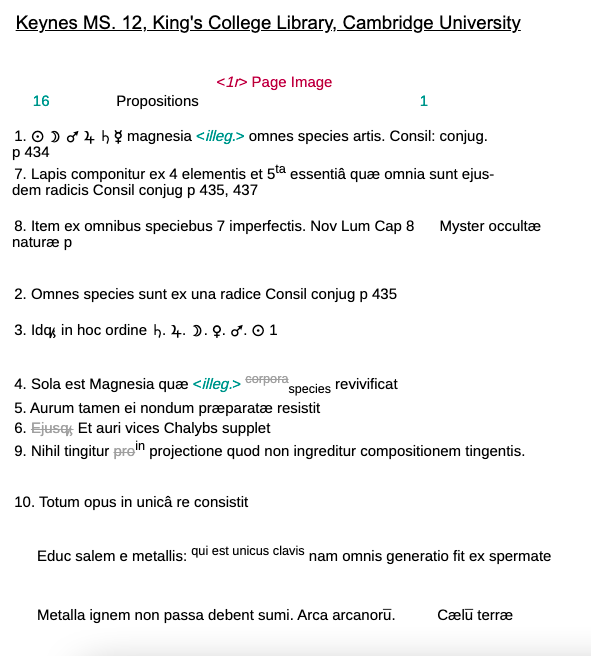 Keynes MS. 12, King's College Library, Cambridge University
<1r> Page Image
16 Propositions 1
1. ☉ ☽ ♂ ♃ ♄ ☿ magnesia <illeg.> omnes species artis. Consil: conjug.
p 434
7. Lapis componitur ex 4 elementis et 5ta essentiâ quæ omnia sunt ejus-
dem radicis Consil conjug p 435, 437
8. Item ex omnibus speciebus 7 imperfectis. Nov Lum Cap 8 Myster occultæ
naturæ p
2. Omnes species sunt ex una radice Consil conjug p 435
3. Idqꝫ in hoc ordine ♄. ♃. ☽. ♀. ♂. ☉ 1
4. Sola est Magnesia quæ <illeg.> corpora species revivificat
5. Aurum tamen ei nondum præparatæ resistit
6. Ejusqꝫ Et auri vices Chalybs supplet
9. Nihil tingitur pro in projectione quod non ingreditur compositionem tingentis.
10. Totum opus in unicâ re consistit
Educ salem e metallis: qui est unicus clavis nam omnis generatio fit ex spermate
Metalla ignem non passa debent sumi. Arca arcanorū. Cælū terræ